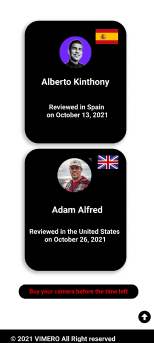 Alberto Kinthony
Reviewed in Spain
on October 13, 2021
Adam Alfred
Reviewed in the United States
on October 26, 2021
Buy your camera before the time left
© 2021 VIMERO All Right reserved